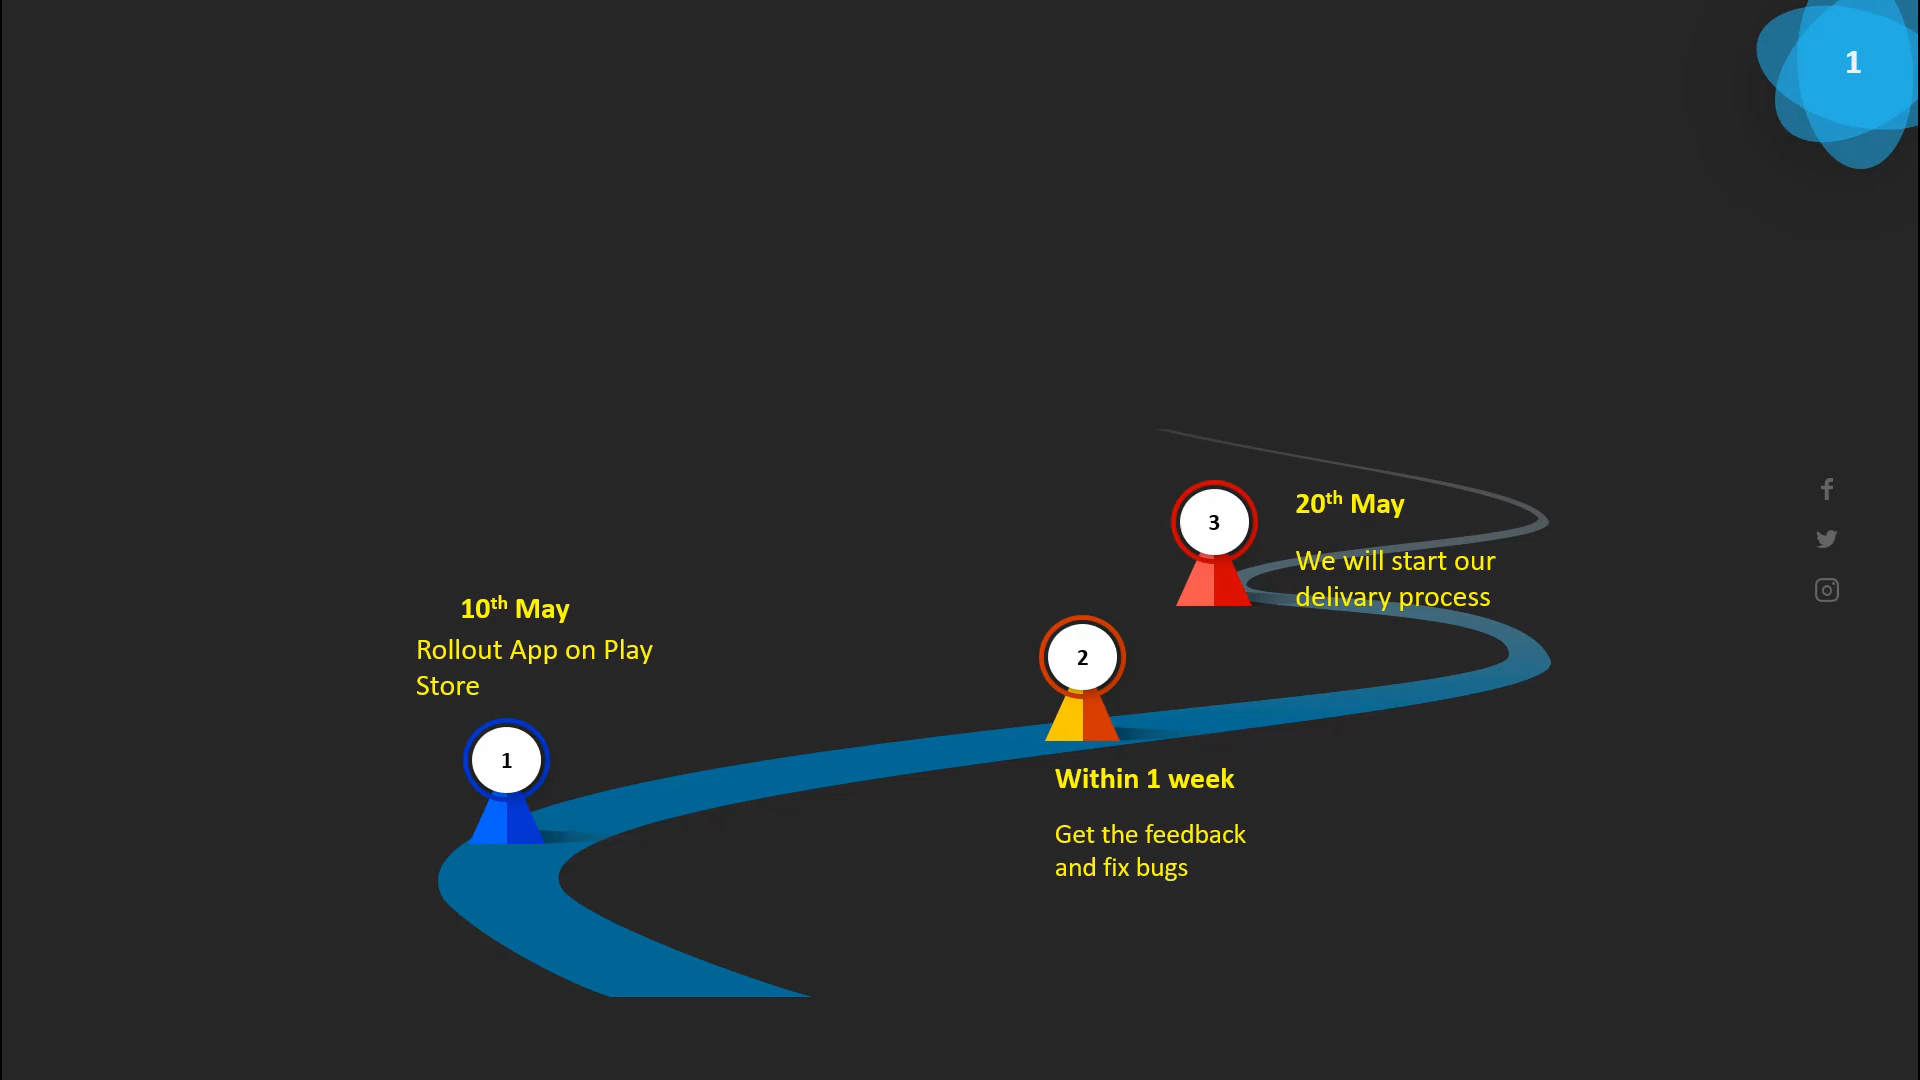 1
10th May
Rollout App on Play
Store
1
2
Within 1 week
Get the feedback
and fix bugs
3
20th May
We will start our
delivary process